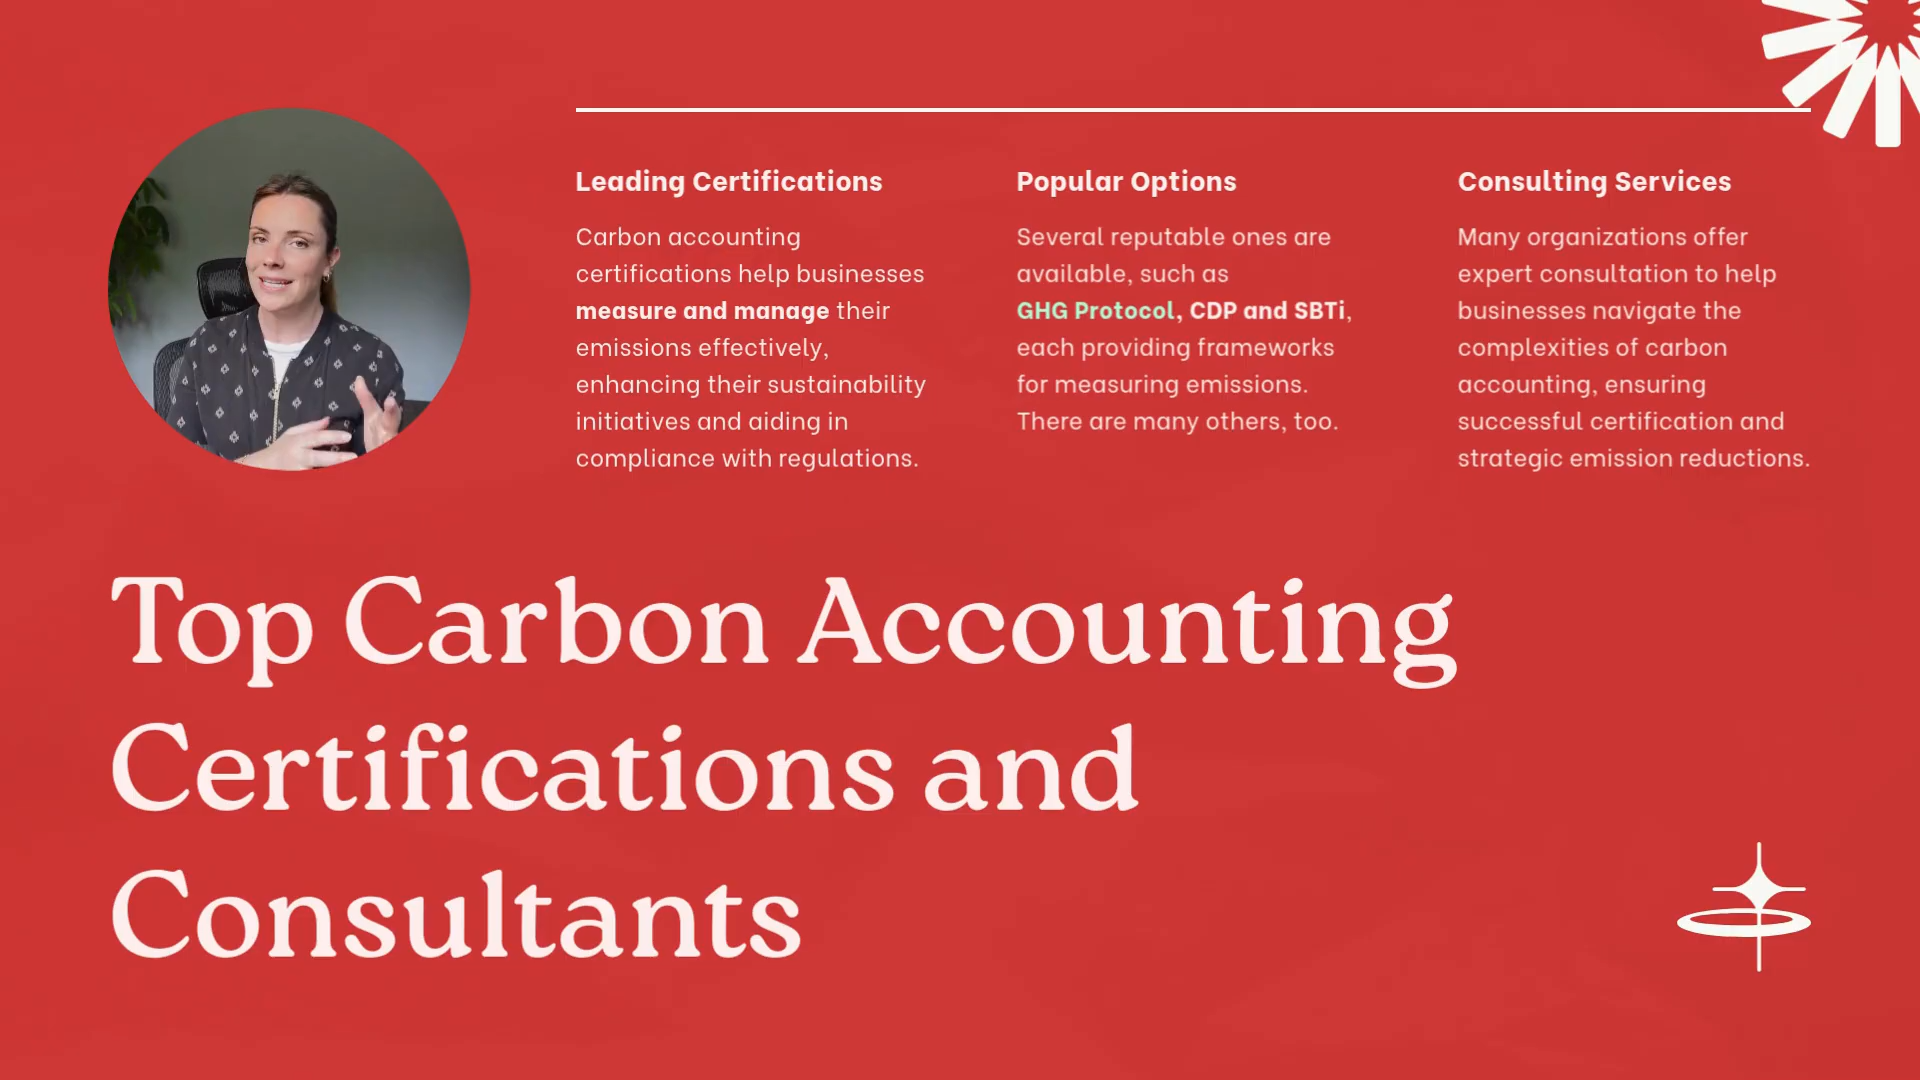 Leading Certifications
Carbon accounting
certifications help businesses
measure and manage their
emissions effectively,
enhancing their sustainability
initiatives and aiding in
compliance with regulations.
Popular Options
Several reputable ones are
available, such as
GHG Protocol, CDP and SBTi,
each providing frameworks
for measuring emissions.
There are many others, too.
Consulting Services
Many organizations offer
expert consultation to help
businesses navigate the
complexities of carbon
accounting, ensuring
successful certification and
strategic emission reductions.
Top Carbon Accounting
Certifications and
Consultants